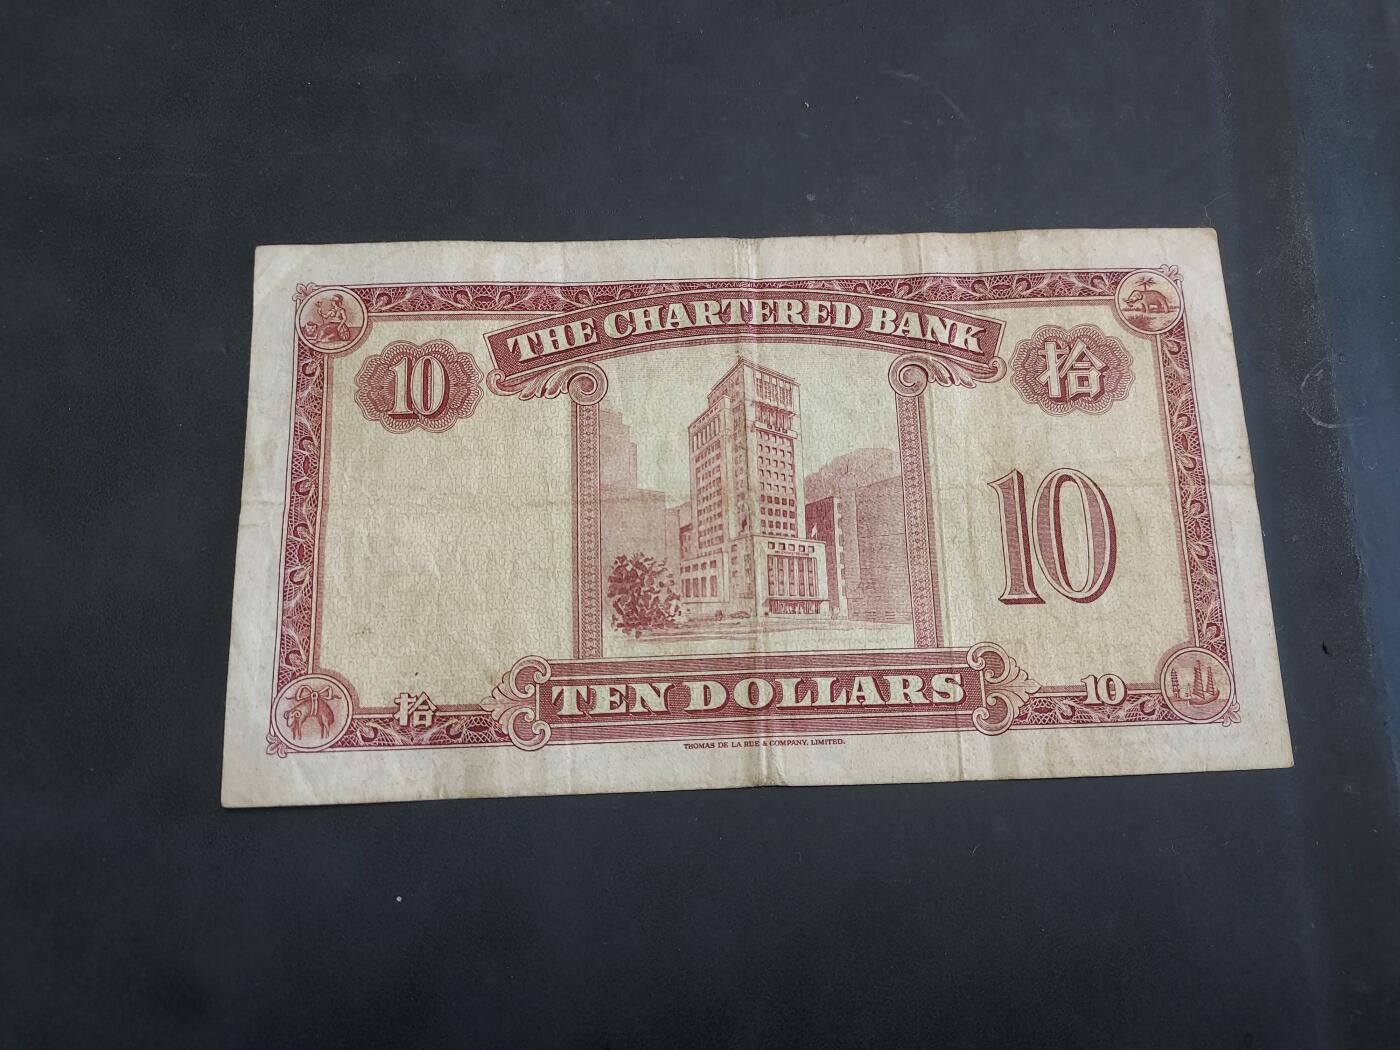 THE CHARTERED BANK
10
拾
10
拾
TEN DOLLARS
10
THOMAS DE LA RUE & COMPANY, LIMITED.